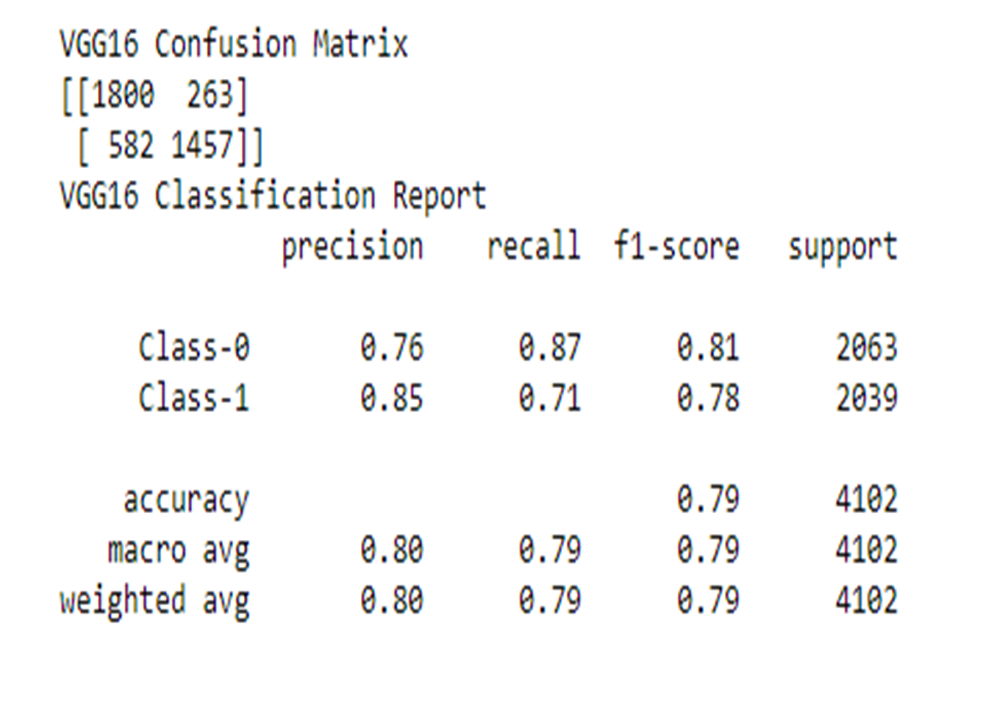 VGG16 Confusion Matrix
[[1800  263]
 [ 582 1457]]
VGG16 Classification Report
              precision    recall  f1-score   support

     Class-0       0.76      0.87      0.81      2063
     Class-1       0.85      0.71      0.78      2039

    accuracy                           0.79      4102
   macro avg       0.80      0.79      0.79      4102
weighted avg       0.80      0.79      0.79      4102